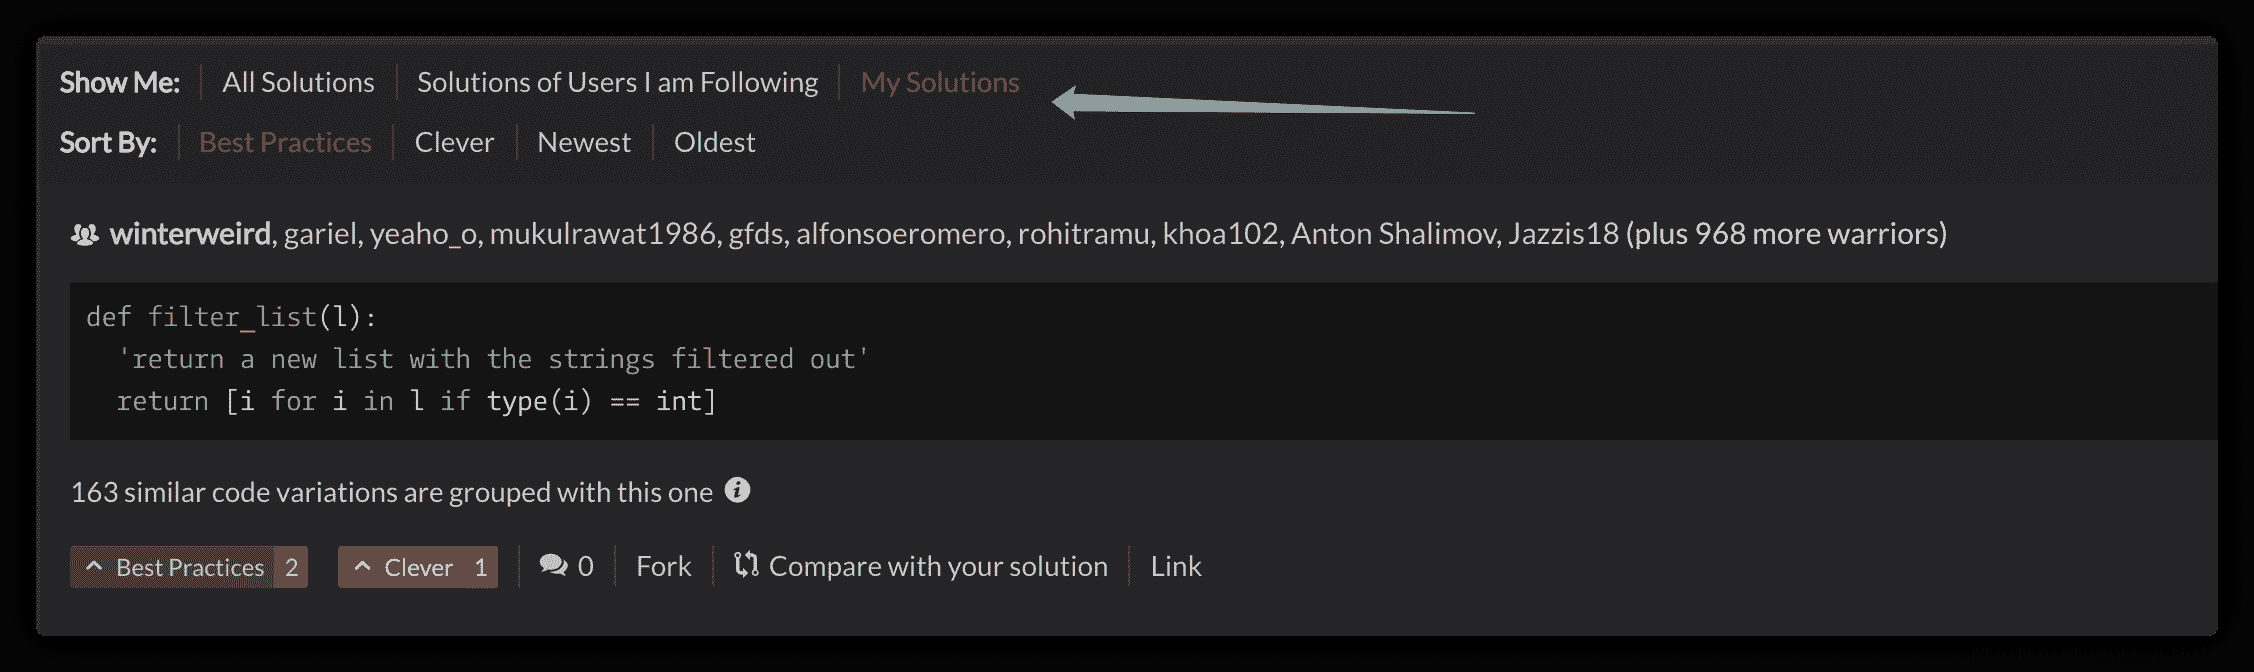 Show Me: All Solutions Solutions of Users I am Following My Solutions
Sort By: Best Practices Clever Newest Oldest
winterweird, gariel, yeaho_o, mukulrawat1986, gfds, alfonsoeromero, rohitramu, khoa102, Anton Shalimov, Jazzis18 (plus 968 more warriors)
def filter_list(l):
'return a new list with the strings filtered out'
return [i for i in l if type(i) == int]
163 similar code variations are grouped with this one
Best Practices 2 Clever 1 0 Fork Compare with your solution Link